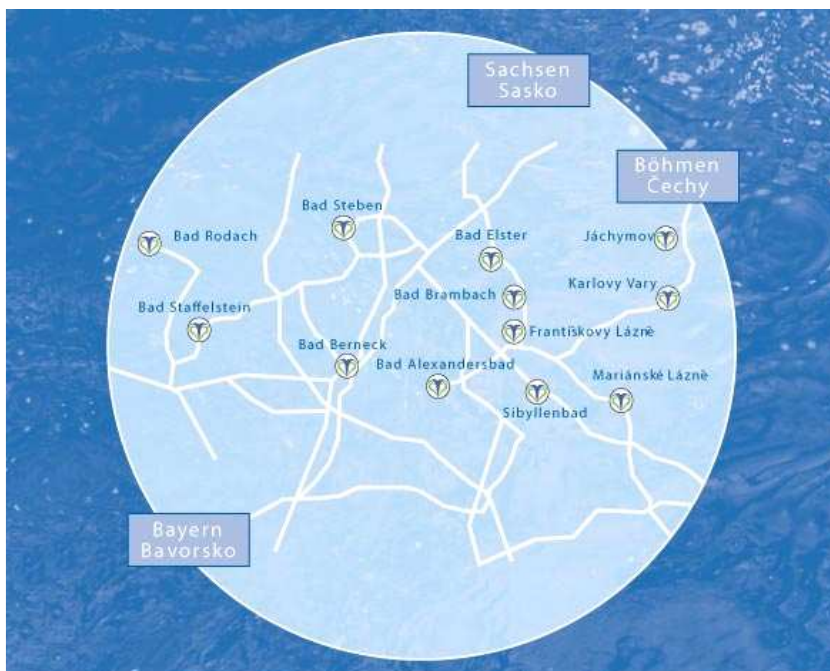 Sachsen
Sasko
Böhmen
Čechy
Bad Steben
Bad Rodach
Bad Elster
Jáchymov
Bad Brambach
Karlovy Vary
Bad Staffelstein
Františkovy Lázně
Bad Berneck
Bad Alexandersbad
Mariánské Lázně
Sibyllenbad
Bayern
Bavorsko